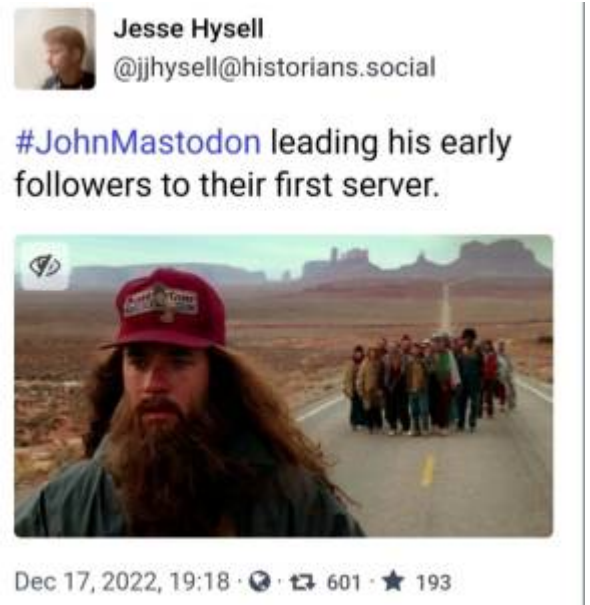 Jesse Hysell
@jjhysell@historians.social
#JohnMastodon leading his early
followers to their first server.
Dec 17, 2022, 19:18 · · 601 · 193